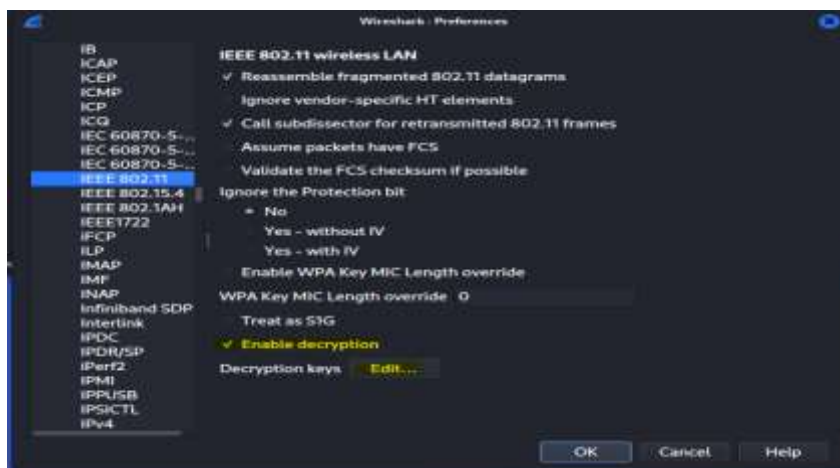 Wireshark · Preferences
IB
ICAP
ICEP
ICMP
ICP
ICQ
IEC 60870-5-...
IEC 60870-5-...
IEC 60870-5-...
IEEE 802.11
IEEE 802.15.4
IEEE 802.1AH
IEEE1722
iFCP
ILP
IMAP
IMF
INAP
Infiniband SDP
Interlink
IPDC
IPDR/SP
iPerf2
IPMI
IPPUSB
IPSICTL
IPv4
IEEE 802.11 wireless LAN
Reassemble fragmented 802.11 datagrams
Ignore vendor-specific HT elements
Call subdissector for retransmitted 802.11 frames
Assume packets have FCS
Validate the FCS checksum if possible
Ignore the Protection bit
No
Yes - without IV
Yes - with IV
Enable WPA Key MIC Length override
WPA Key MIC Length override 0
Treat as S1G
Enable decryption
Decryption keys Edit...
OK Cancel Help